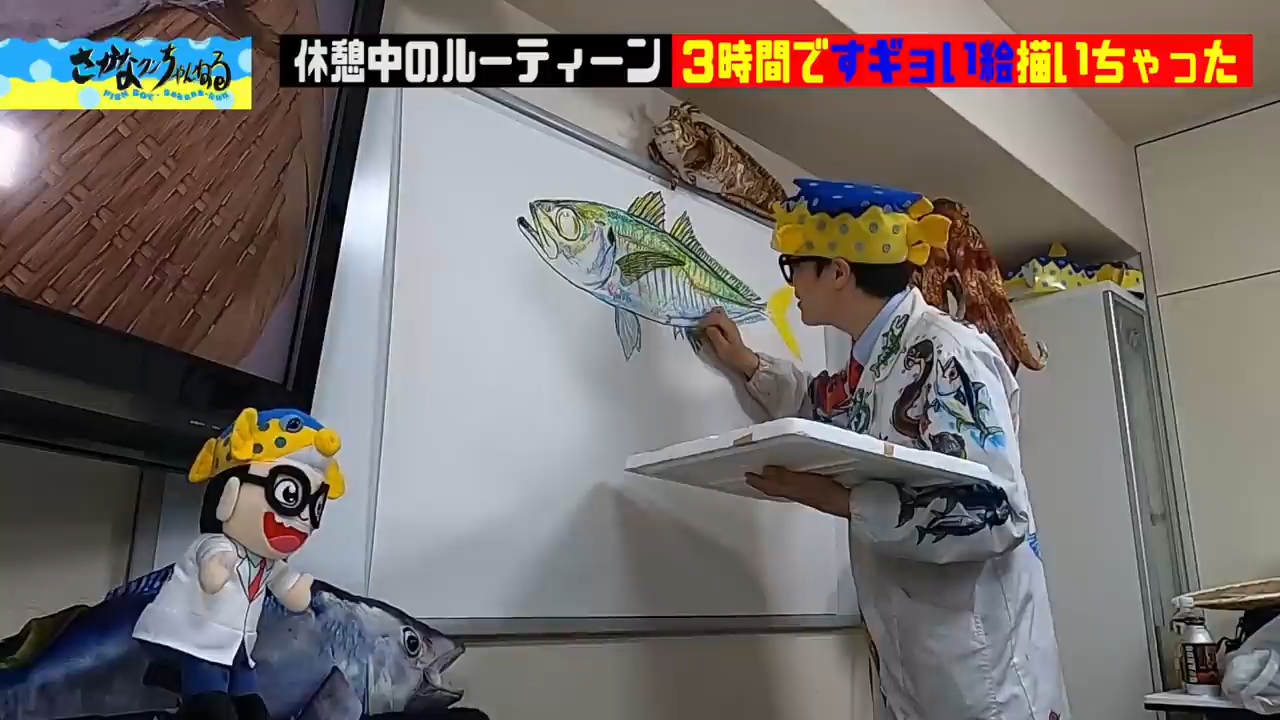 さかなクンちゃんねる
休憩中のルーティーン 3時間ですギョい絵描いちゃった